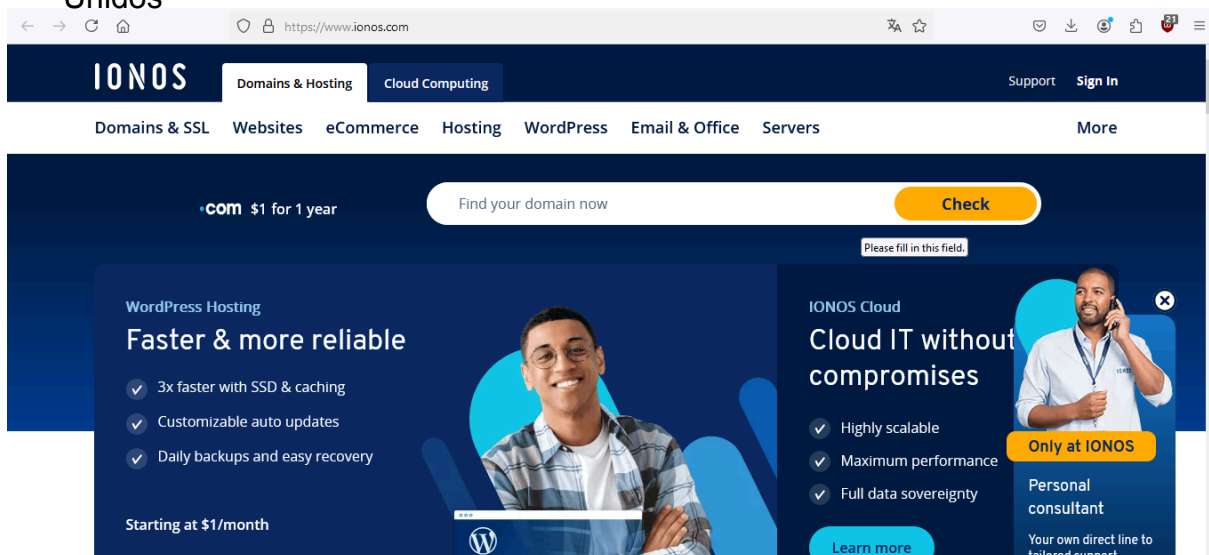 Unidos
https://www.ionos.com
21
IONOS
Domains & Hosting
Cloud Computing
Support
Sign In
Domains & SSL
Websites
eCommerce
Hosting
WordPress
Email & Office
Servers
More
.com $1 for 1 year
Find your domain now
Check
Please fill in this field.
WordPress Hosting
Faster & more reliable
3x faster with SSD & caching
Customizable auto updates
Daily backups and easy recovery
Starting at $1/month
IONOS Cloud
Cloud IT without
compromises
Highly scalable
Maximum performance
Full data sovereignty
Learn more
IONOS
Only at IONOS
Personal
consultant
Your own direct line to
tailored support